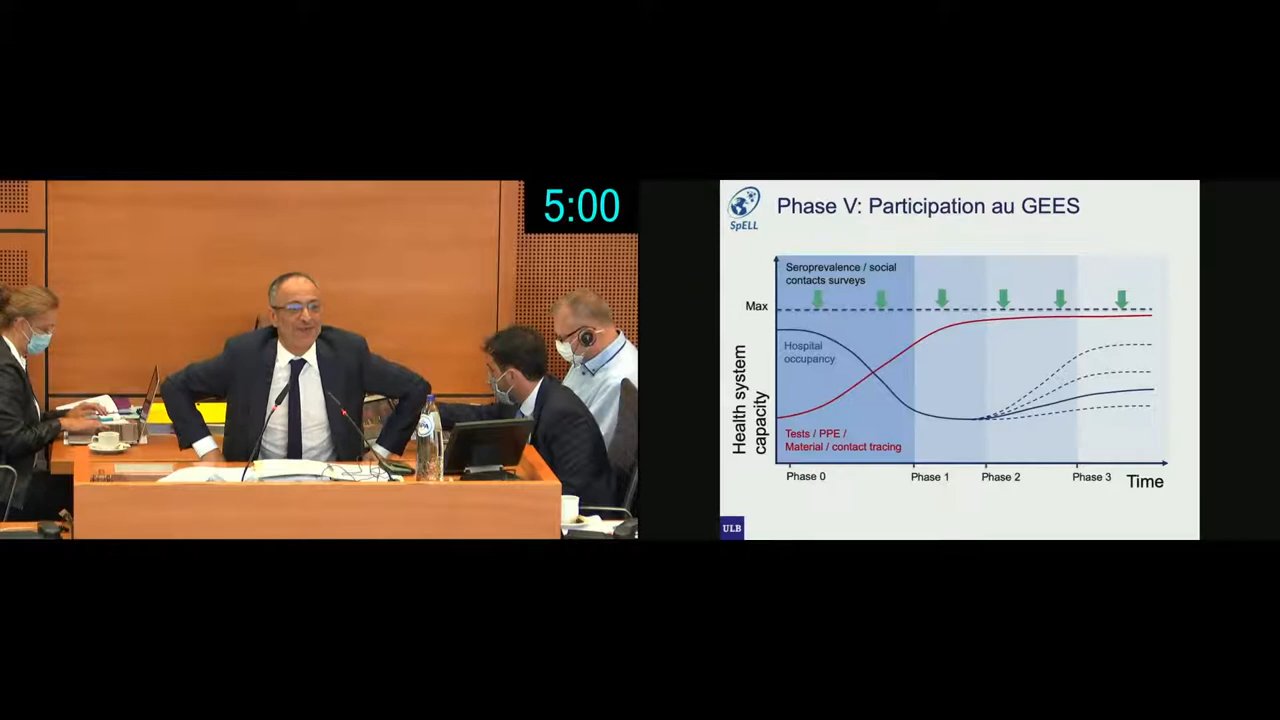 5:00
SpELL
Phase V: Participation au GEES
Seroprevalence / social
contacts surveys
Max
Hospital
occupancy
Health system
capacity
Tests / PPE /
Material / contact tracing
Phase 0
Phase 1
Phase 2
Phase 3
Time
ULB